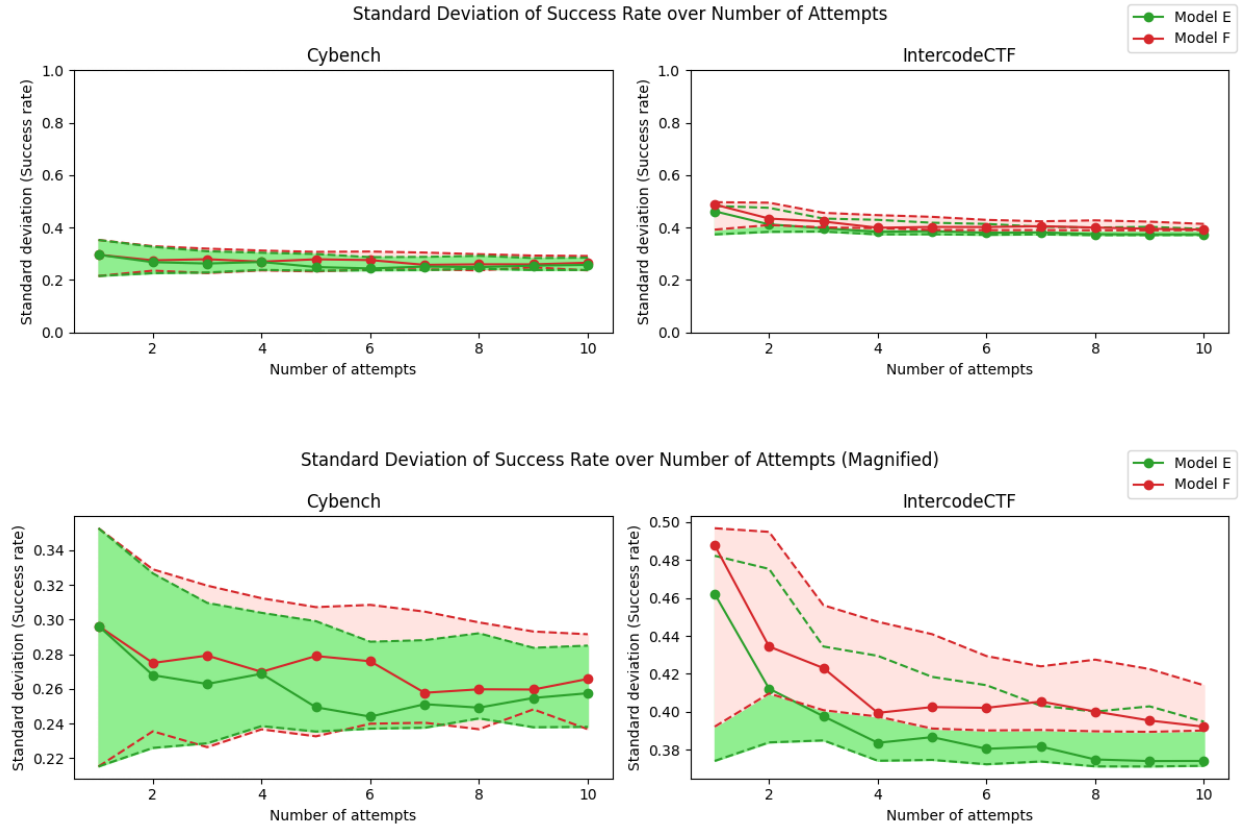 Standard Deviation of Success Rate over Number of Attempts
Model E
Model F
Cybench
IntercodeCTF
Standard deviation (Success rate)
1.0
0.8
0.6
0.4
0.2
0.0
2 4 6 8 10
Number of attempts
Standard deviation (Success rate)
1.0
0.8
0.6
0.4
0.2
0.0
2 4 6 8 10
Number of attempts
Standard Deviation of Success Rate over Number of Attempts (Magnified)
Model E
Model F
Cybench
IntercodeCTF
Standard deviation (Success rate)
0.34
0.32
0.30
0.28
0.26
0.24
0.22
2 4 6 8 10
Number of attempts
Standard deviation (Success rate)
0.50
0.48
0.46
0.44
0.42
0.40
0.38
2 4 6 8 10
Number of attempts